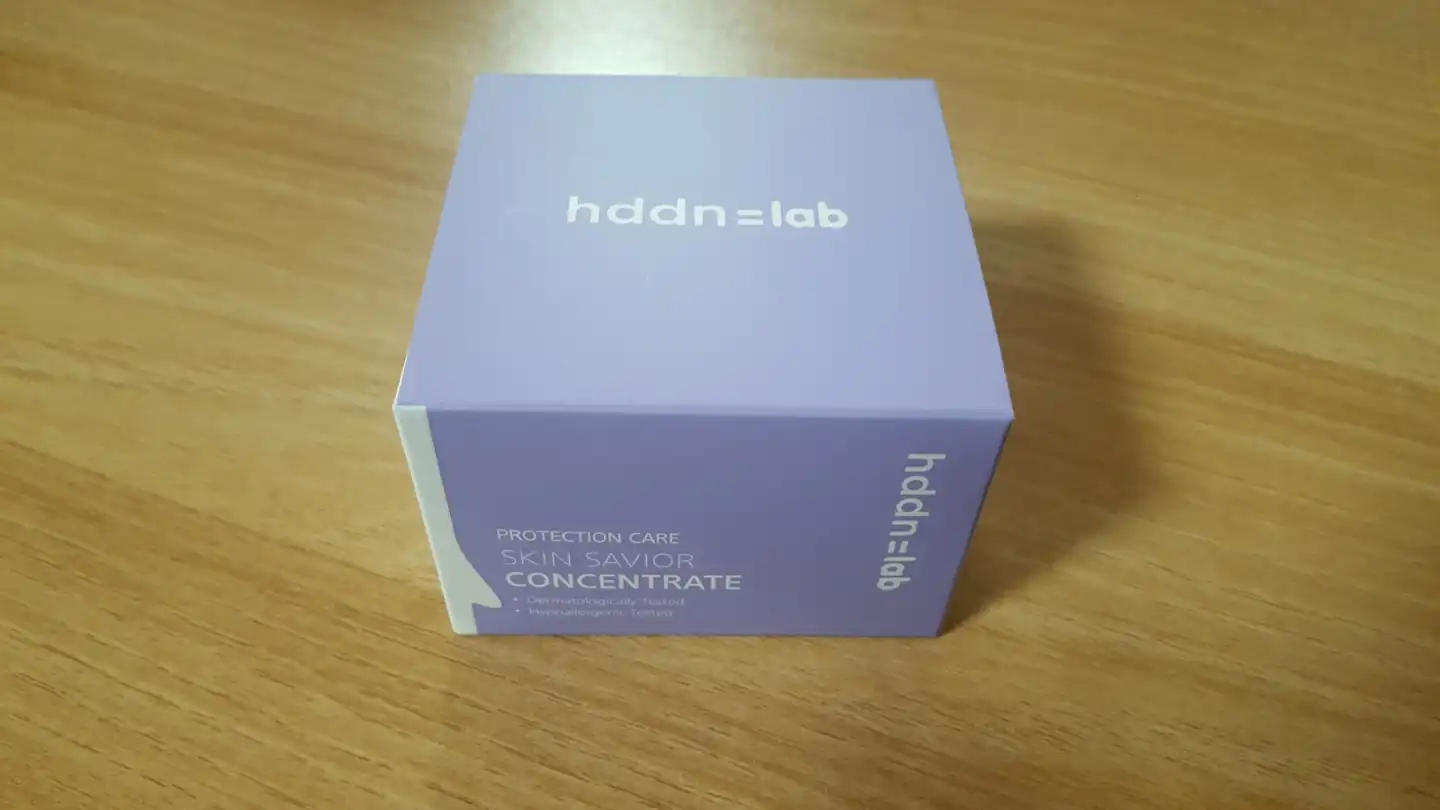 hddn=lab
PROTECTION CARE
SKIN SAVIOR
CONCENTRATE
• Dermatologically Tested
• Hypoallergenic Tested
hddn=lab